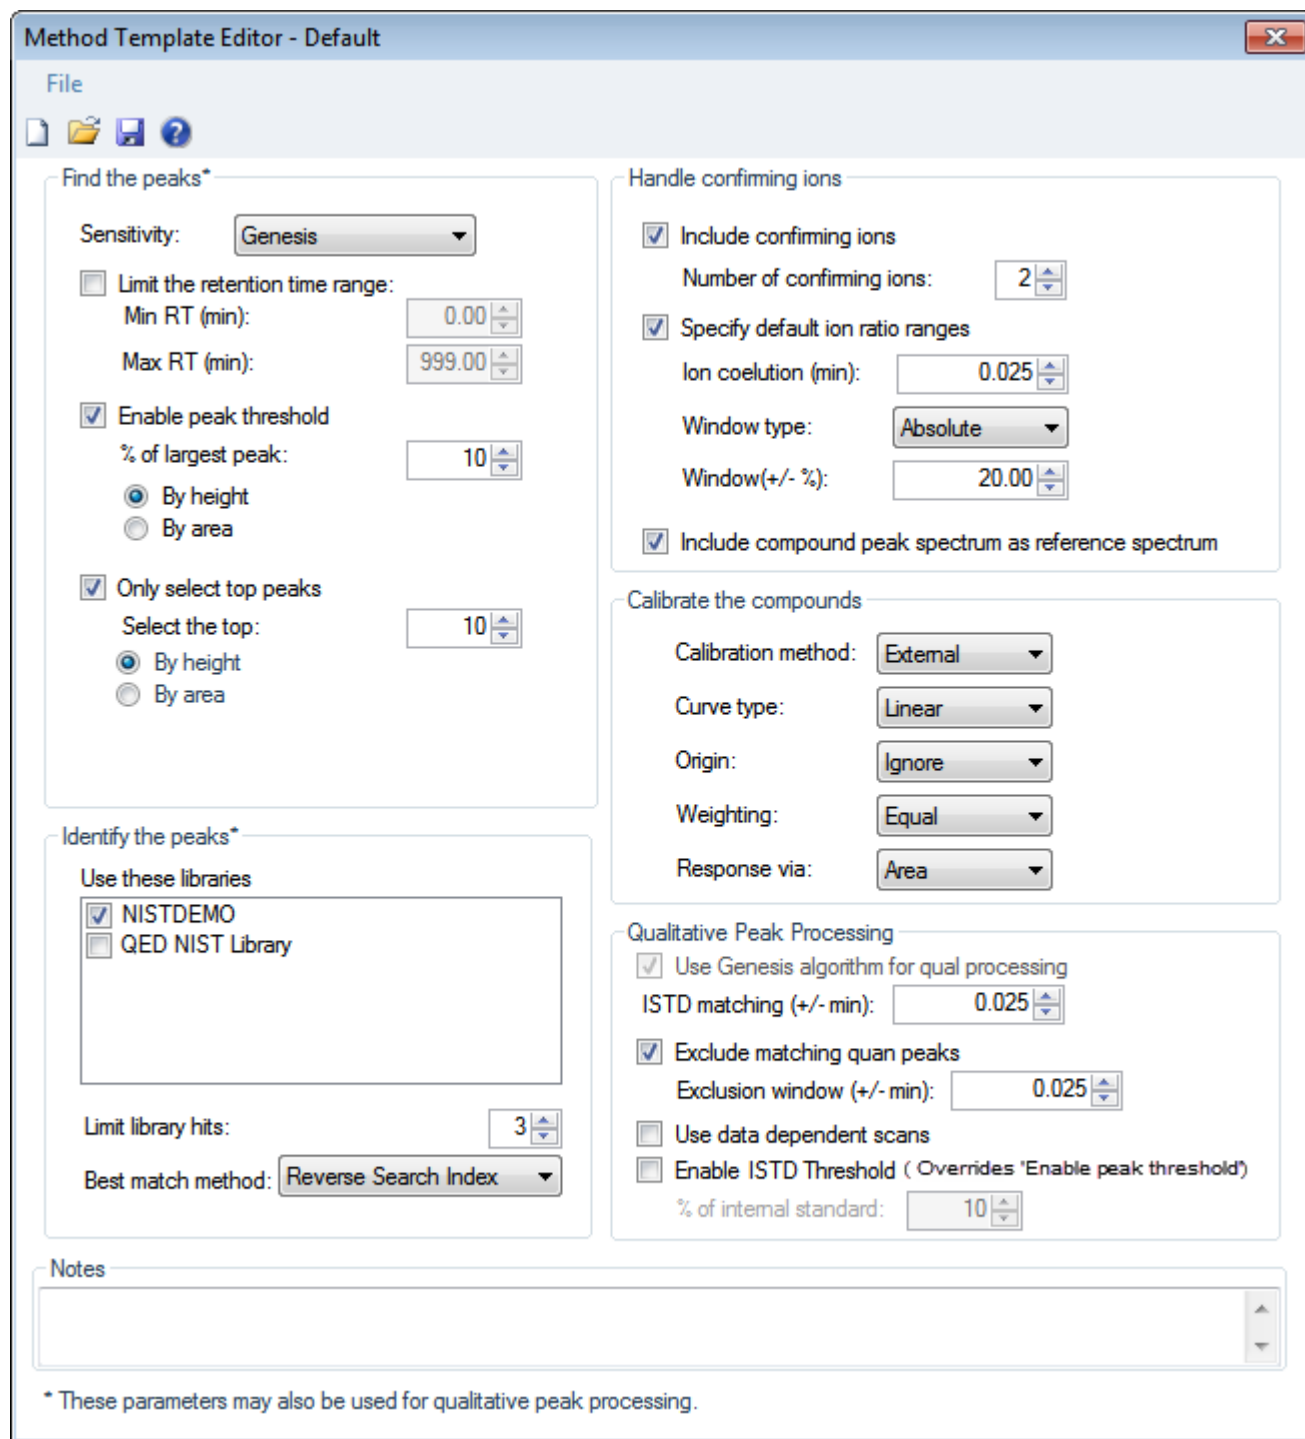 Method Template Editor - Default
File
Find the peaks*
Sensitivity: Genesis
Limit the retention time range:
Min RT (min): 0.00
Max RT (min): 999.00
Enable peak threshold
% of largest peak: 10
By height
By area
Only select top peaks
Select the top: 10
By height
By area
Identify the peaks*
Use these libraries
NISTDEMO
QED NIST Library
Limit library hits: 3
Best match method: Reverse Search Index
Handle confirming ions
Include confirming ions
Number of confirming ions: 2
Specify default ion ratio ranges
Ion coelution (min): 0.025
Window type: Absolute
Window(+/- %): 20.00
Include compound peak spectrum as reference spectrum
Calibrate the compounds
Calibration method: External
Curve type: Linear
Origin: Ignore
Weighting: Equal
Response via: Area
Qualitative Peak Processing
Use Genesis algorithm for qual processing
ISTD matching (+/- min): 0.025
Exclude matching quan peaks
Exclusion window (+/- min): 0.025
Use data dependent scans
Enable ISTD Threshold ( Overrides 'Enable peak threshold')
% of internal standard: 10
Notes
* These parameters may also be used for qualitative peak processing.